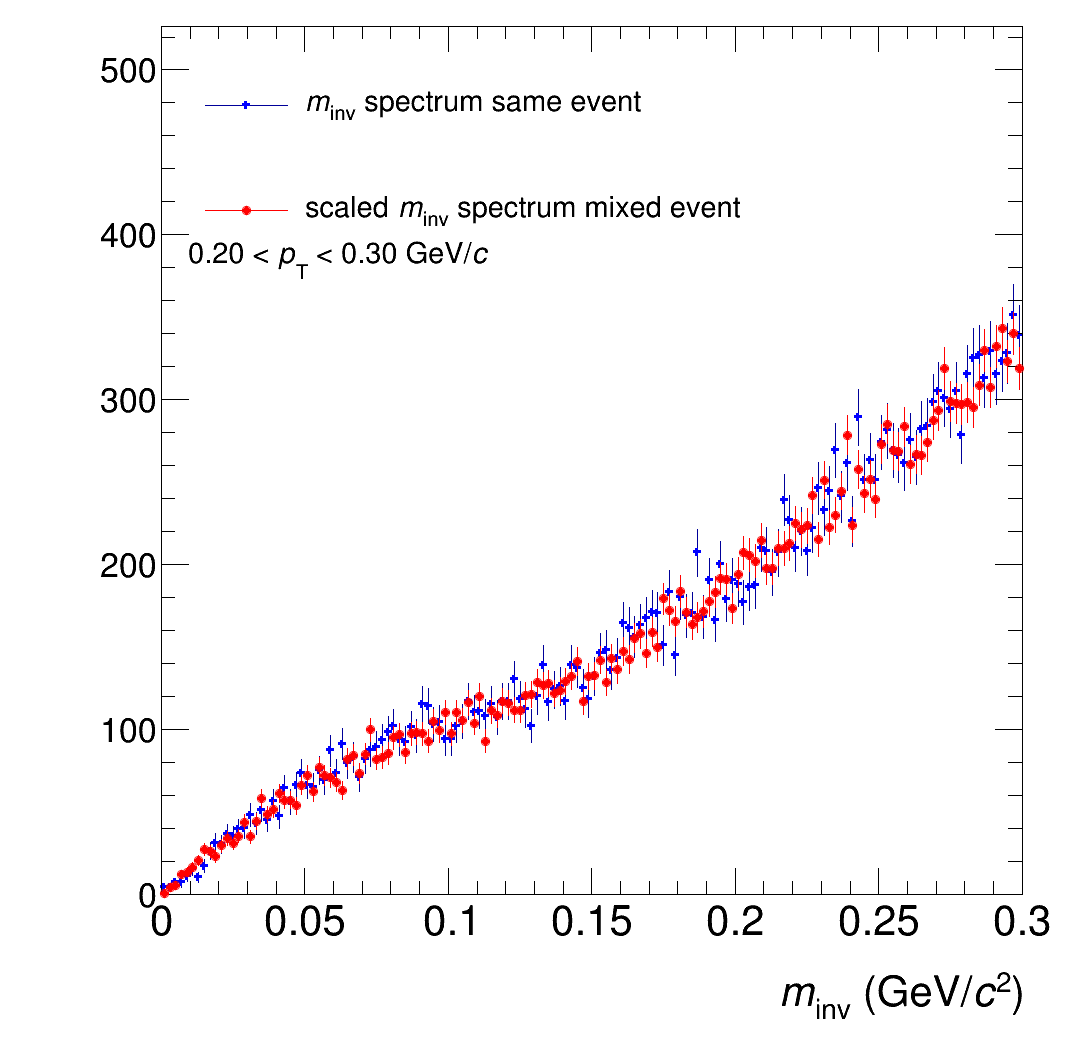 500
m_inv spectrum same event
scaled m_inv spectrum mixed event
400
0.20 < p_T < 0.30 GeV/c
300
200
100
0
0 0.05 0.1 0.15 0.2 0.25 0.3
m_inv (GeV/c²)